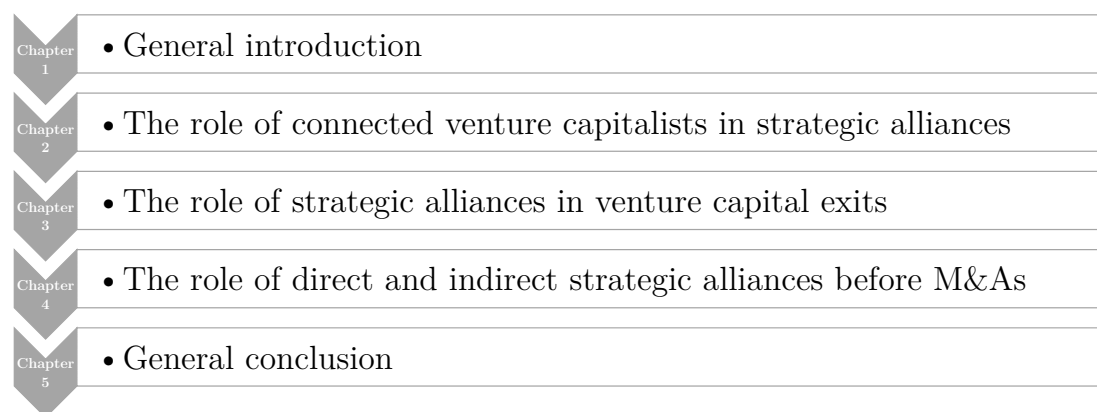 Chapter
1
• General introduction
Chapter
2
• The role of connected venture capitalists in strategic alliances
Chapter
3
• The role of strategic alliances in venture capital exits
Chapter
4
• The role of direct and indirect strategic alliances before M&As
Chapter
5
• General conclusion